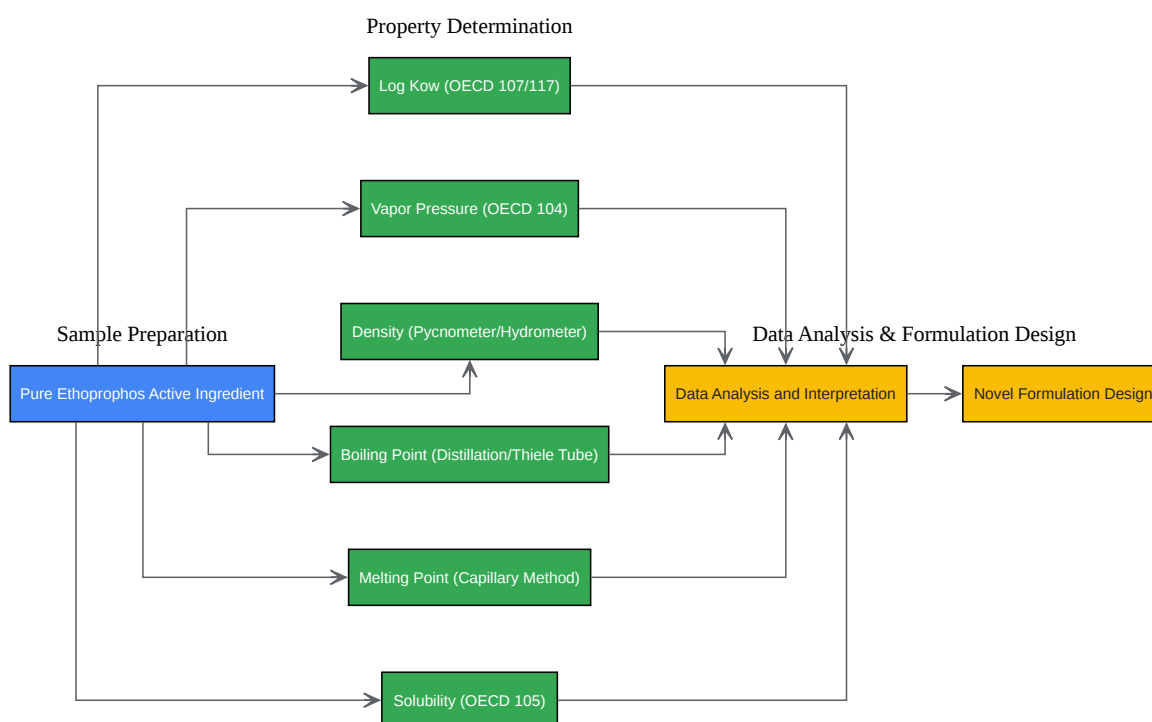 Property Determination
Log Kow (OECD 107/117)
Vapor Pressure (OECD 104)
Density (Pycnometer/Hydrometer)
Sample Preparation
Data Analysis & Formulation Design
Pure Ethoprophos Active Ingredient
Data Analysis and Interpretation
Novel Formulation Design
Boiling Point (Distillation/Thiele Tube)
Melting Point (Capillary Method)
Solubility (OECD 105)